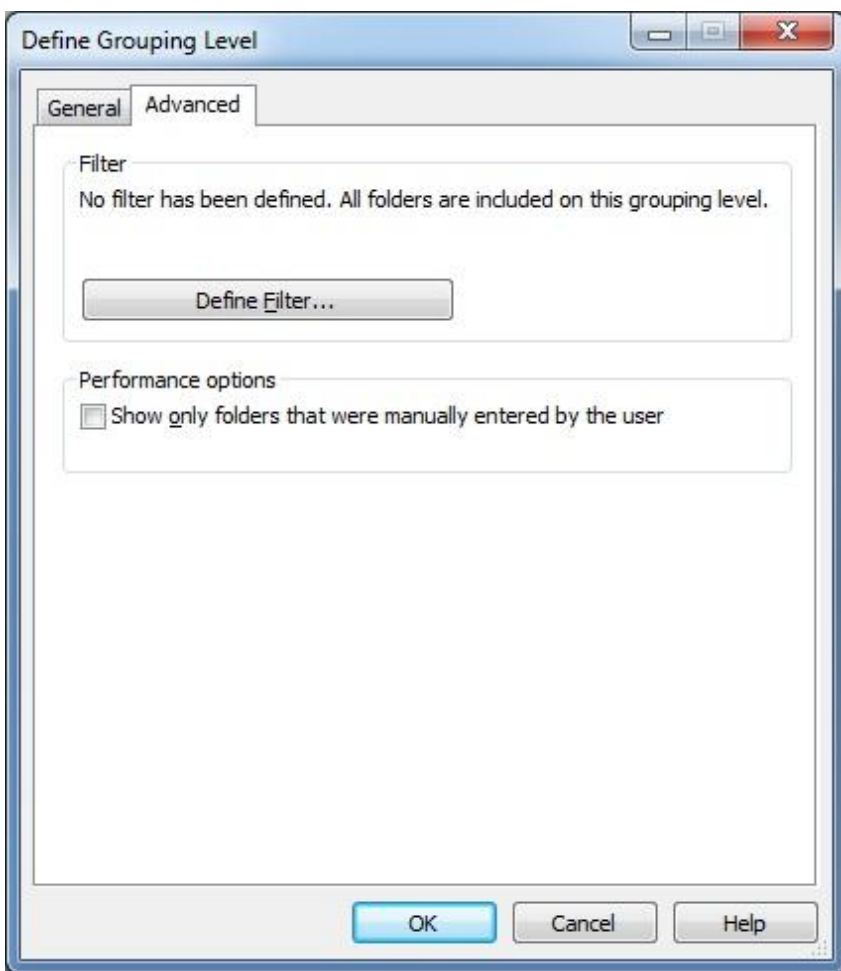 Define Grouping Level
General
Advanced
Filter
No filter has been defined. All folders are included on this grouping level.
Define Filter...
Performance options
Show only folders that were manually entered by the user
OK
Cancel
Help